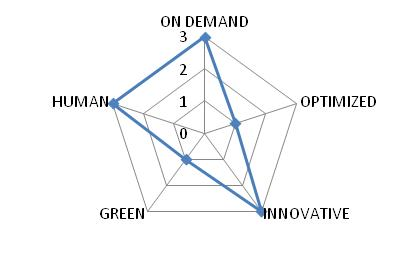 ON DEMAND
3
2
HUMAN
OPTIMIZED
1
0
GREEN
INNOVATIVE